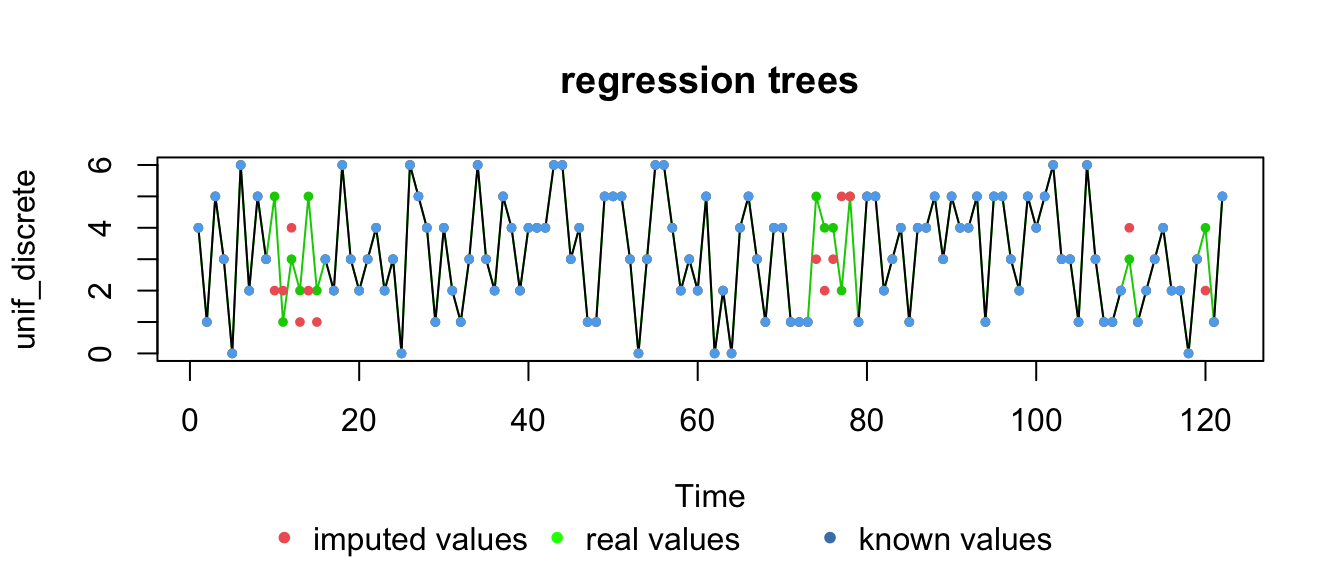 regression trees
unif_discrete
6
4
2
0
0 20 40 60 80 100 120
Time
imputed values real values known values